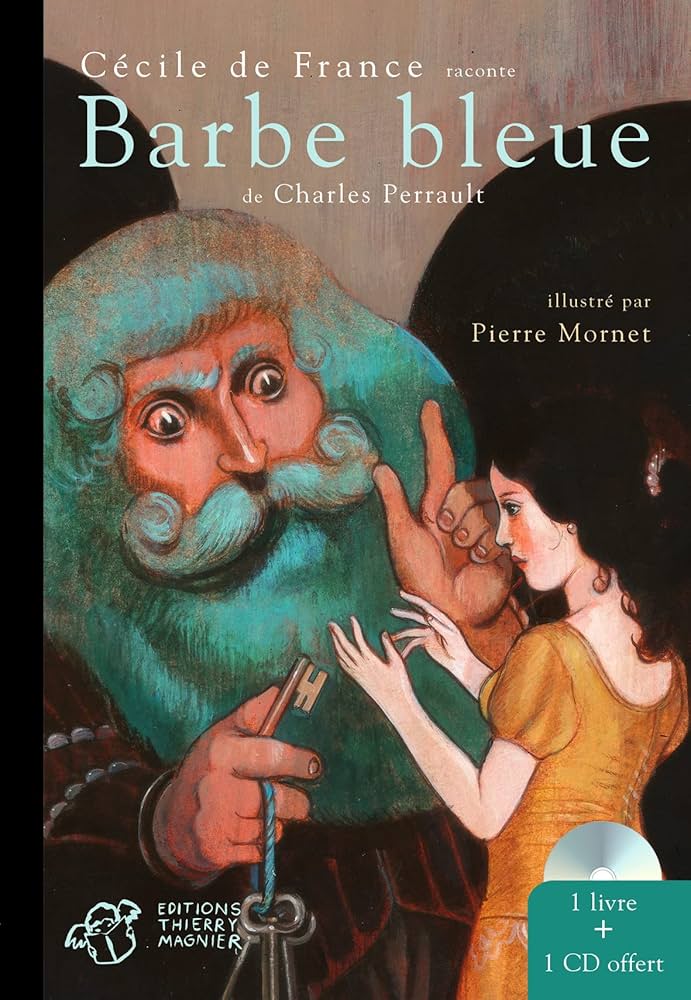 Cécile de France raconte
Barbe bleue
de Charles Perrault
illustré par
Pierre Mornet
EDITIONS
THIERRY
MAGNIER
1 livre
+
1 CD offert